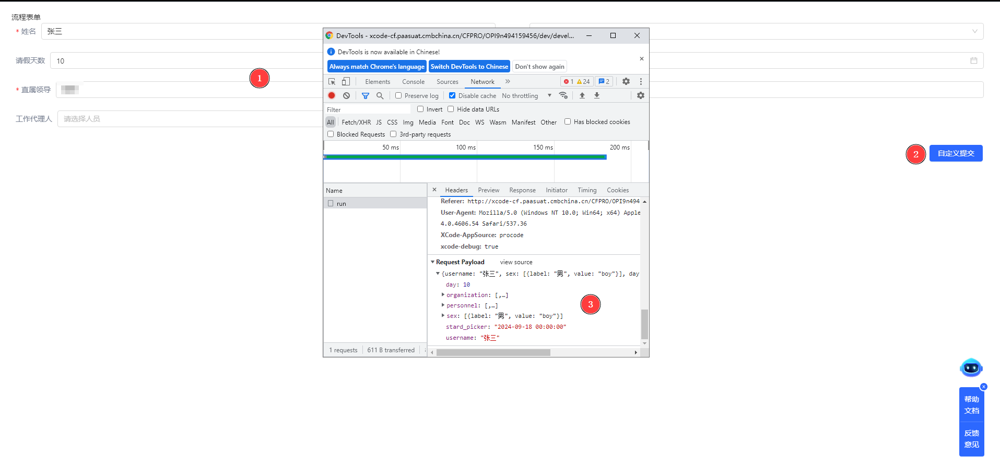 流程表单
* 姓名 张三
请假天数 10
* 直属领导
工作代理人 请选择人员
1
2
自定义提交
DevTools - xcode-cf.paasuat.cmbchina.cn/CFPRO/OPI9n494159456/dev/devel...
DevTools is now available in Chinese!
Always match Chrome's language Switch DevTools to Chinese Don't show again
Elements Console Sources Network 1 24 2
Preserve log Disable cache No throttling
Filter Invert Hide data URLs
All Fetch/XHR JS CSS Img Media Font Doc WS Wasm Manifest Other Has blocked cookies
Blocked Requests 3rd-party requests
50 ms 100 ms 150 ms 200 ms
Name
run
Headers Preview Response Initiator Timing Cookies
Referer: http://xcode-cf.paasuat.cmbchina.cn/CFPRO/OPI9n494
User-Agent: Mozilla/5.0 (Windows NT 10.0; Win64; x64) Apple
4.0.4606.54 Safari/537.36
XCode-AppSource: procode
xcode-debug: true
Request Payload view source
{username: "张三", sex: [{label: "男", value: "boy"}], day
day: 10
organization: [,…]
personnel: [,…]
3
sex: [{label: "男", value: "boy"}]
stard_picker: "2024-09-18 00:00:00"
username: "张三"
1 requests 611 B transferred
帮助
文档
反馈
意见